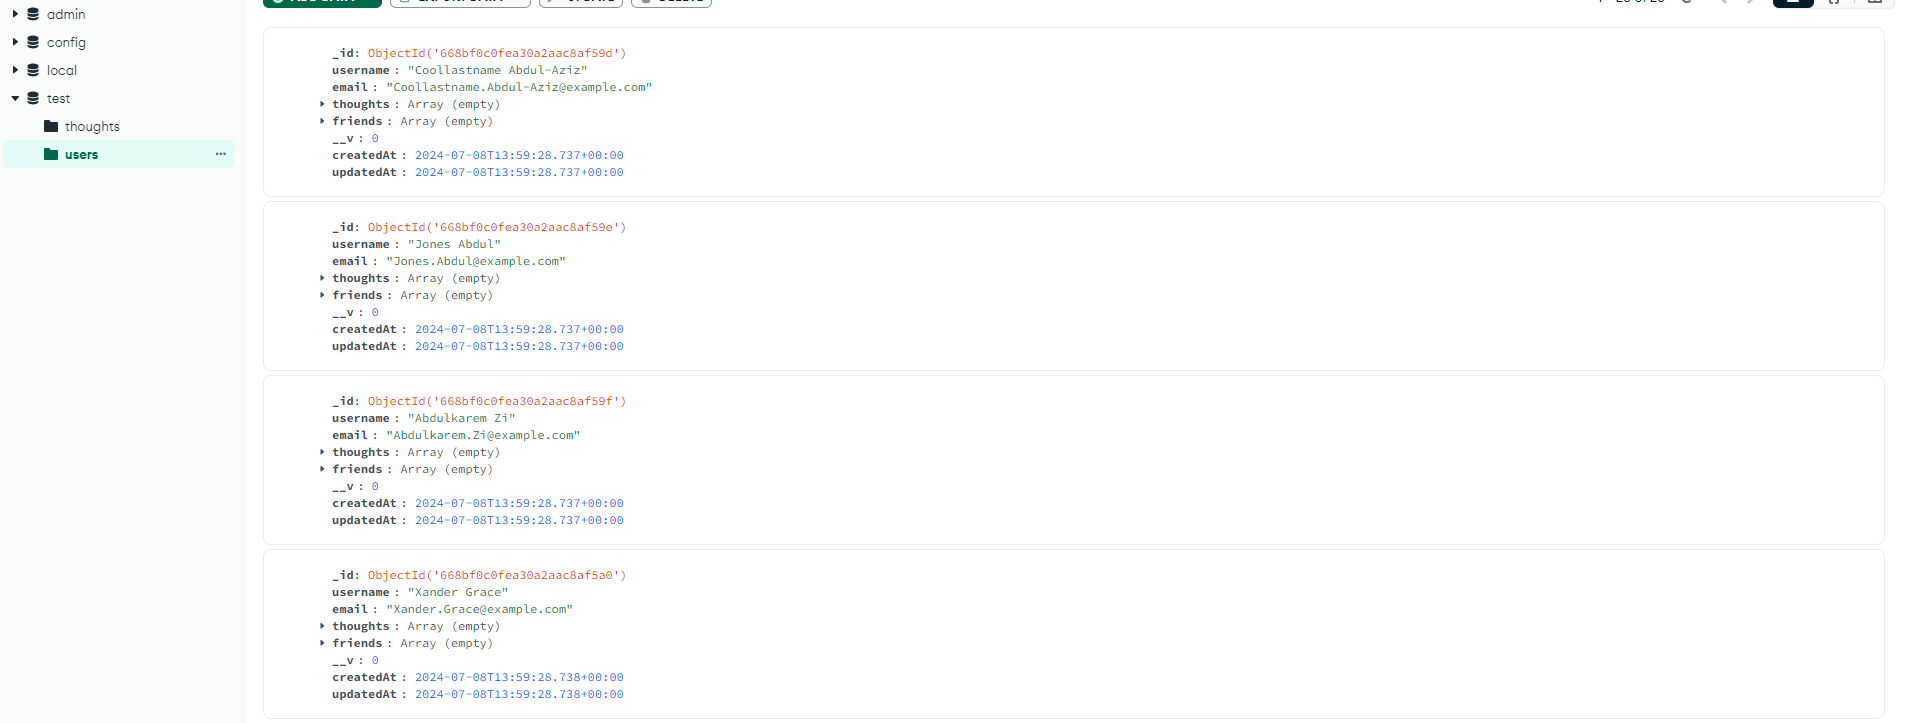 admin
config
local
test
thoughts
users
_id: ObjectId('668bf0c0fea30a2aac8af59d')
username : "Coollastname Abdul-Aziz"
email : "Coollastname.Abdul-Aziz@example.com"
thoughts : Array (empty)
friends : Array (empty)
__v : 0
createdAt : 2024-07-08T13:59:28.737+00:00
updatedAt : 2024-07-08T13:59:28.737+00:00
_id: ObjectId('668bf0c0fea30a2aac8af59e')
username : "Jones Abdul"
email : "Jones.Abdul@example.com"
thoughts : Array (empty)
friends : Array (empty)
__v : 0
createdAt : 2024-07-08T13:59:28.737+00:00
updatedAt : 2024-07-08T13:59:28.737+00:00
_id: ObjectId('668bf0c0fea30a2aac8af59f')
username : "Abdulkarem Zi"
email : "Abdulkarem.Zi@example.com"
thoughts : Array (empty)
friends : Array (empty)
__v : 0
createdAt : 2024-07-08T13:59:28.737+00:00
updatedAt : 2024-07-08T13:59:28.737+00:00
_id: ObjectId('668bf0c0fea30a2aac8af5a0')
username : "Xander Grace"
email : "Xander.Grace@example.com"
thoughts : Array (empty)
friends : Array (empty)
__v : 0
createdAt : 2024-07-08T13:59:28.738+00:00
updatedAt : 2024-07-08T13:59:28.738+00:00